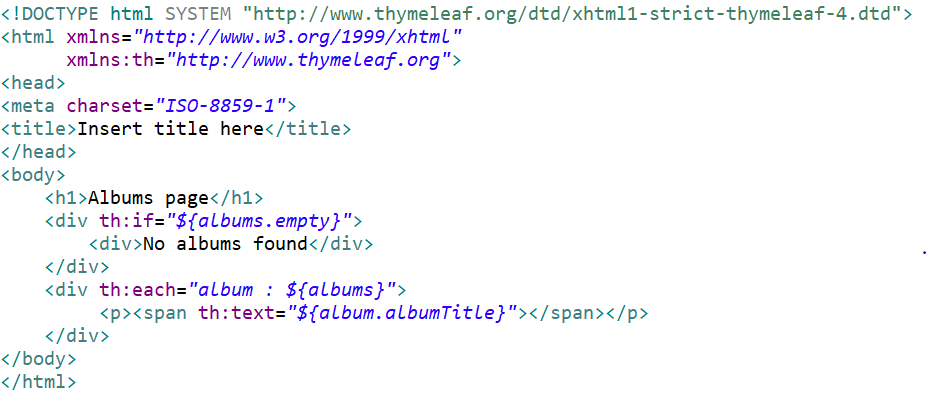 <!DOCTYPE html SYSTEM "http://www.thymeleaf.org/dtd/xhtml1-strict-thymeleaf-4.dtd">
<html xmlns="http://www.w3.org/1999/xhtml"
      xmlns:th="http://www.thymeleaf.org">
<head>
<meta charset="ISO-8859-1">
<title>Insert title here</title>
</head>
<body>
    <h1>Albums page</h1>
    <div th:if="${albums.empty}">
        <div>No albums found</div>
    </div>
    <div th:each="album : ${albums}">
         <p><span th:text="${album.albumTitle}"></span></p>
    </div>
</body>
</html>